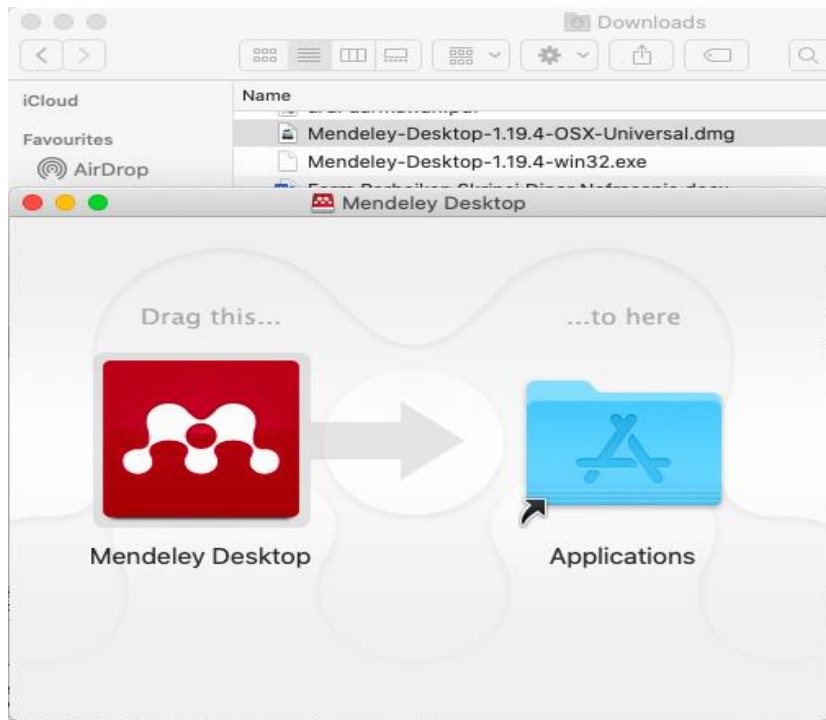 Downloads
iCloud
Name
Favourites
Mendeley-Desktop-1.19.4-OSX-Universal.dmg
AirDrop
Mendeley-Desktop-1.19.4-win32.exe
Mendeley Desktop
Drag this...
...to here
Mendeley Desktop
Applications